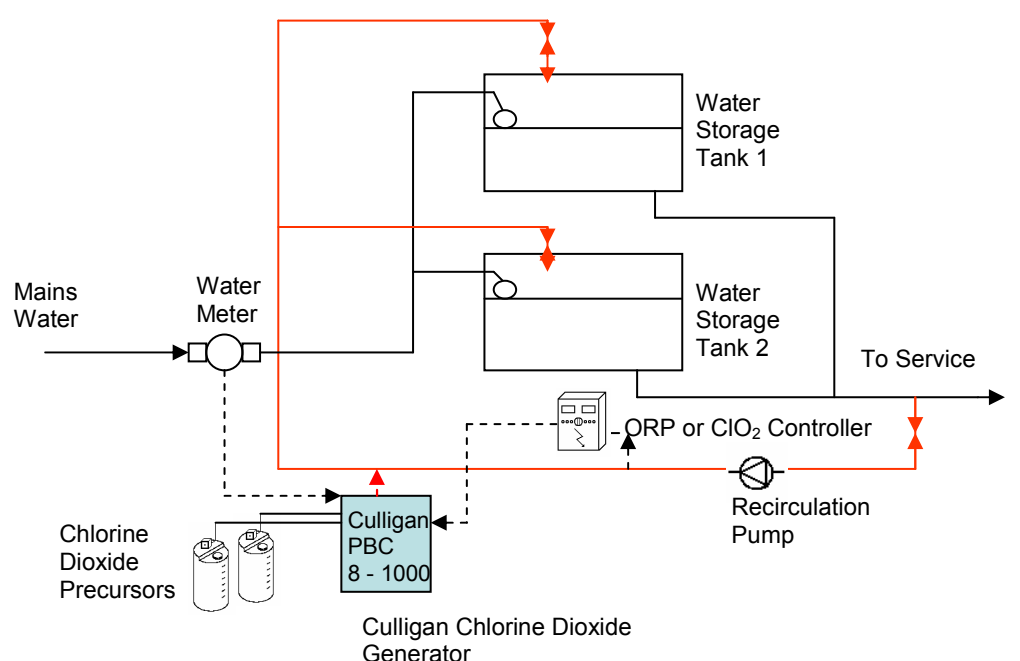 Water
Storage
Tank 1
Mains
Water
Water
Meter
Water
Storage
Tank 2
To Service
ORP or ClO₂ Controller
Recirculation
Pump
Chlorine
Dioxide
Precursors
Culligan
PBC
8 - 1000
Culligan Chlorine Dioxide
Generator